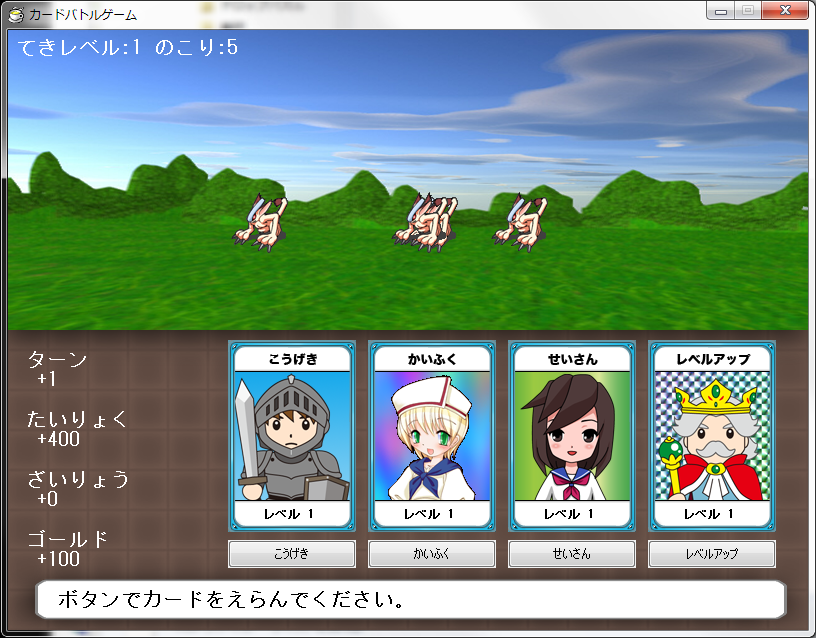 カードバトルゲーム
てきレベル:1 のこり:5
ターン
+1
たいりょく
+400
ざいりょう
+0
ゴールド
+100
こうげき
かいふく
せいさん
レベルアップ
レベル 1
レベル 1
レベル 1
レベル 1
こうげき
かいふく
せいさん
レベルアップ
ボタンでカードをえらんでください。